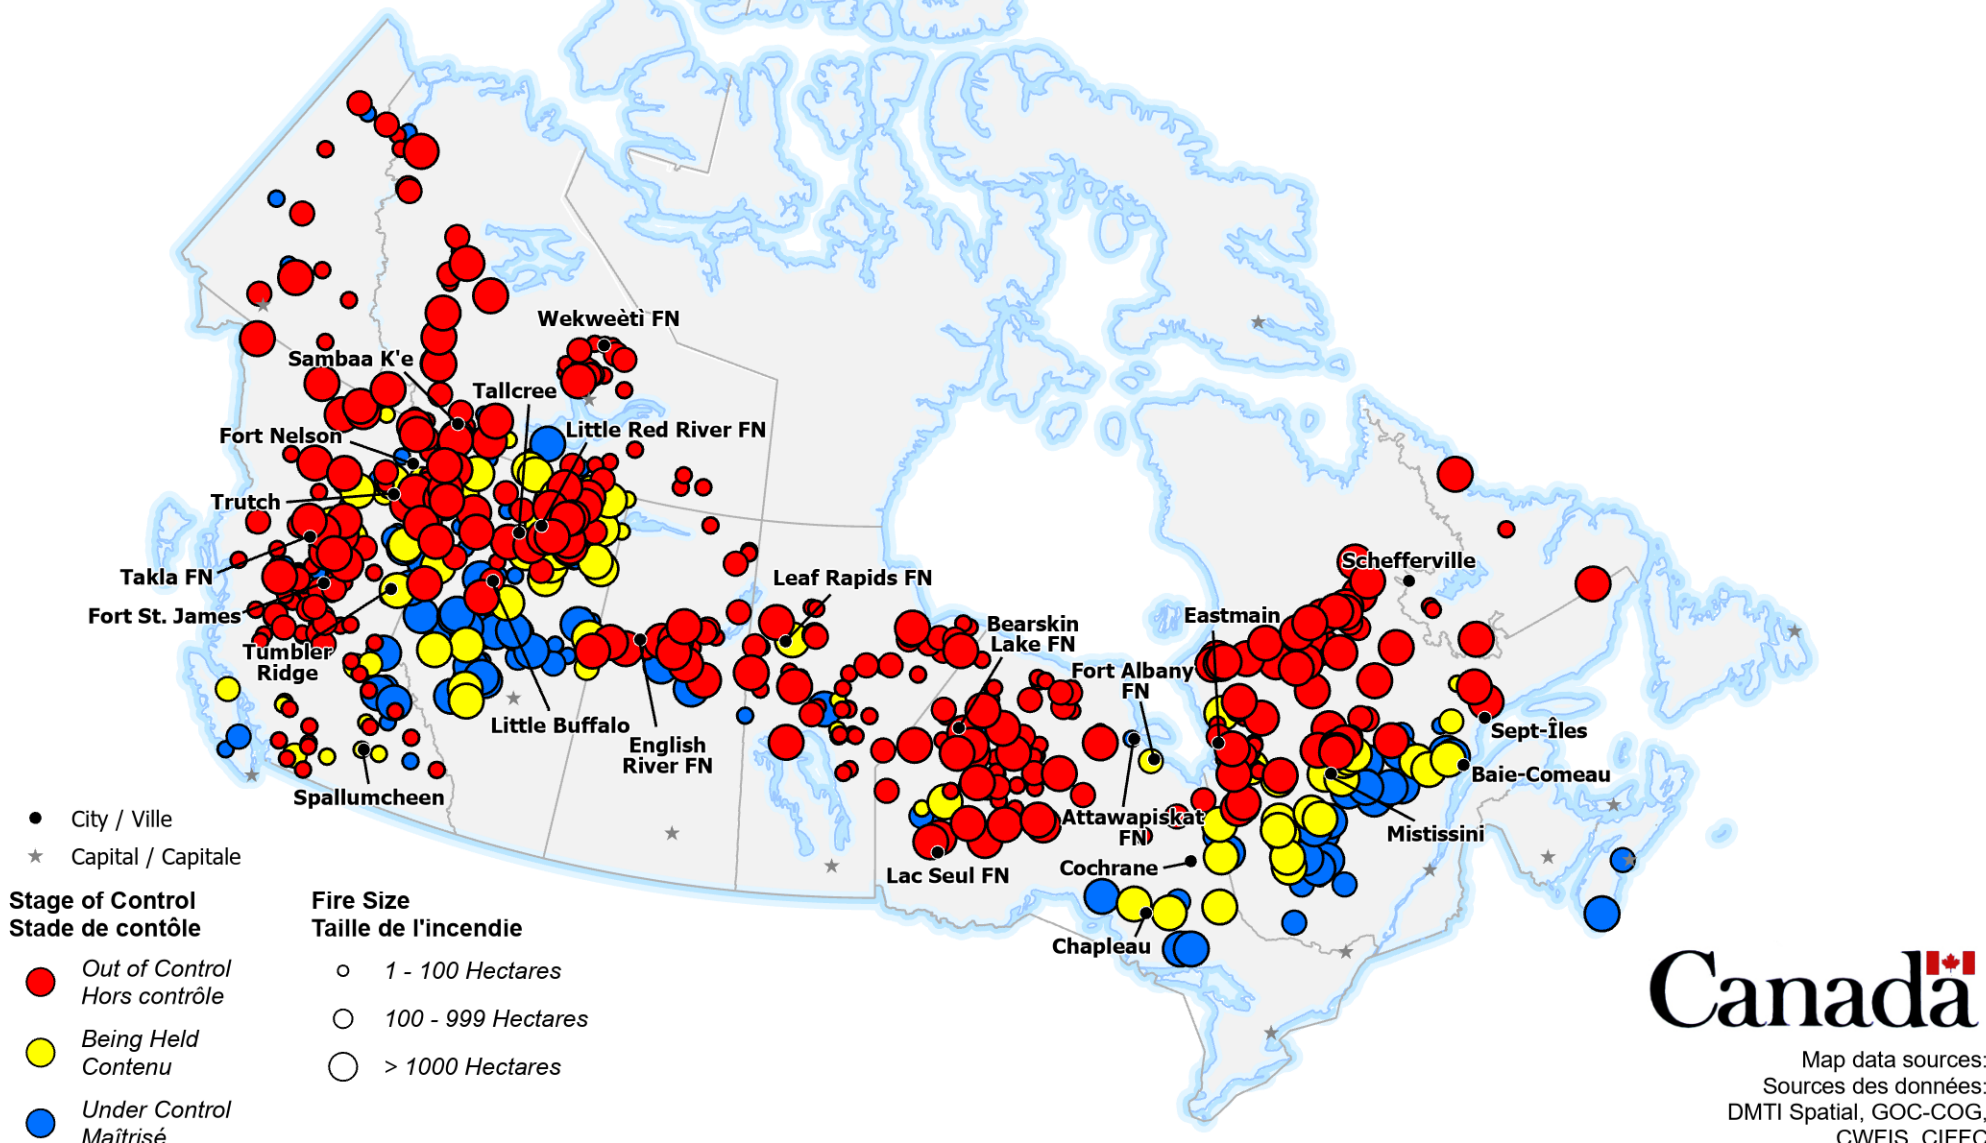 Wekweètì FN
Sambaa K'e
Tallcree
Little Red River FN
Fort Nelson
Trutch
Takla FN
Fort St. James
Tumbler
Ridge
Leaf Rapids FN
Bearskin
Lake FN
Schefferville
Eastmain
Fort Albany
FN
Little Buffalo
English
River FN
Sept-Îles
Baie-Comeau
Spallumcheen
Attawapiskat
FN
Mistissini
Lac Seul FN
Cochrane
Chapleau
City / Ville
Capital / Capitale
Stage of Control
Stade de contôle
Out of Control
Hors contrôle
Being Held
Contenu
Under Control
Maîtrisé
Fire Size
Taille de l'incendie
1 - 100 Hectares
100 - 999 Hectares
> 1000 Hectares
Canada
Map data sources:
Sources des données:
DMTI Spatial, GOC-COG,
CWFIS, CIFFC